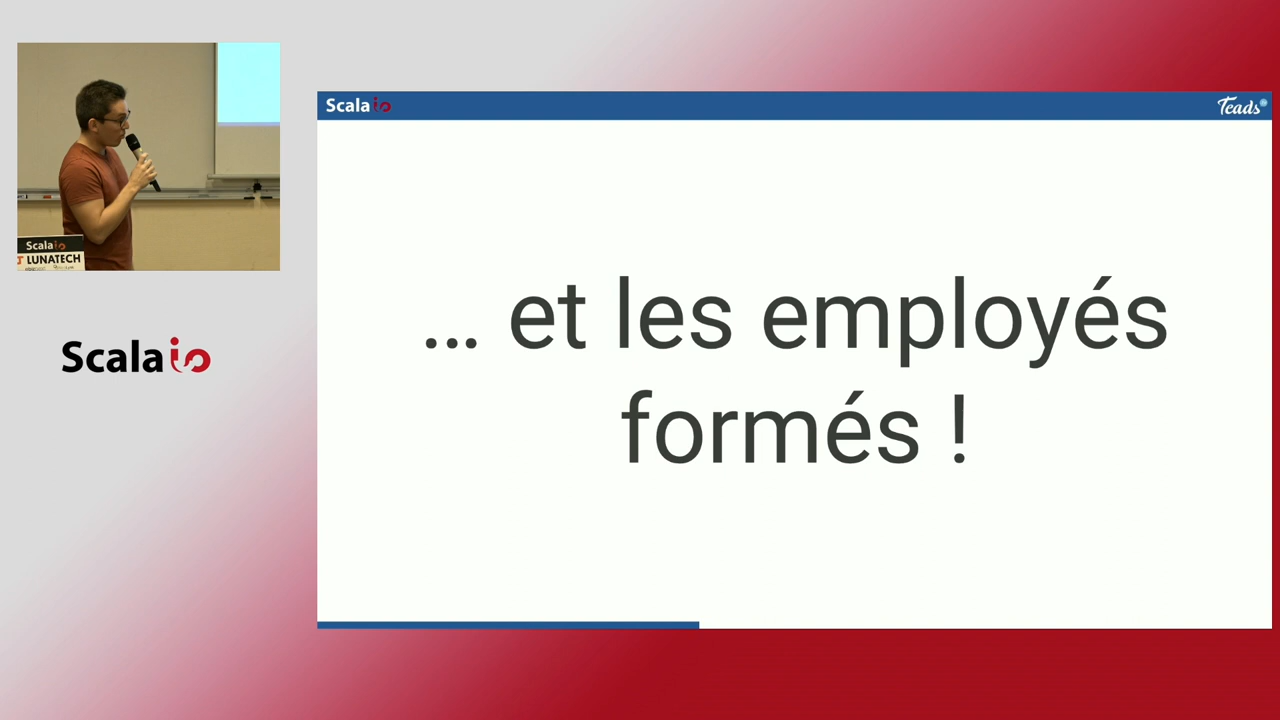 Scala io
Teads
Scala io
LUNATECH
Scala io
... et les employés
formés !